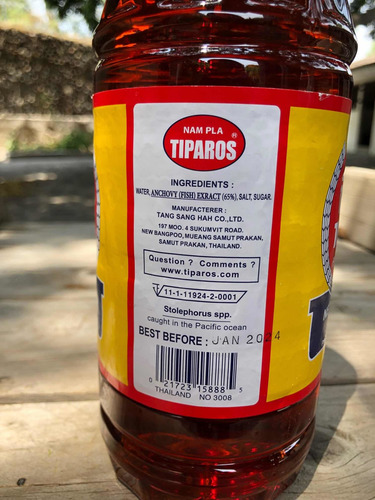 NAM PLA
TIPAROS ®
INGREDIENTS :
WATER, ANCHOVY (FISH) EXRACT (65%), SALT, SUGAR.
MANUFACTURER :
TANG SANG HAH CO.,LTD.
197 MOO. 4 SUKUMVIT ROAD.
NEW BANGPOO,MUEANG SAMUT PRAKAN,
SAMUT PRAKAN, THAILAND.
Question ? Comments ?
www.tiparos.com
11-1-11924-2-0001
Stolephorus spp.
caught in the Pacific ocean
BEST BEFORE : JAN 2024
0 21723 15888 5
THAILAND NO 3008